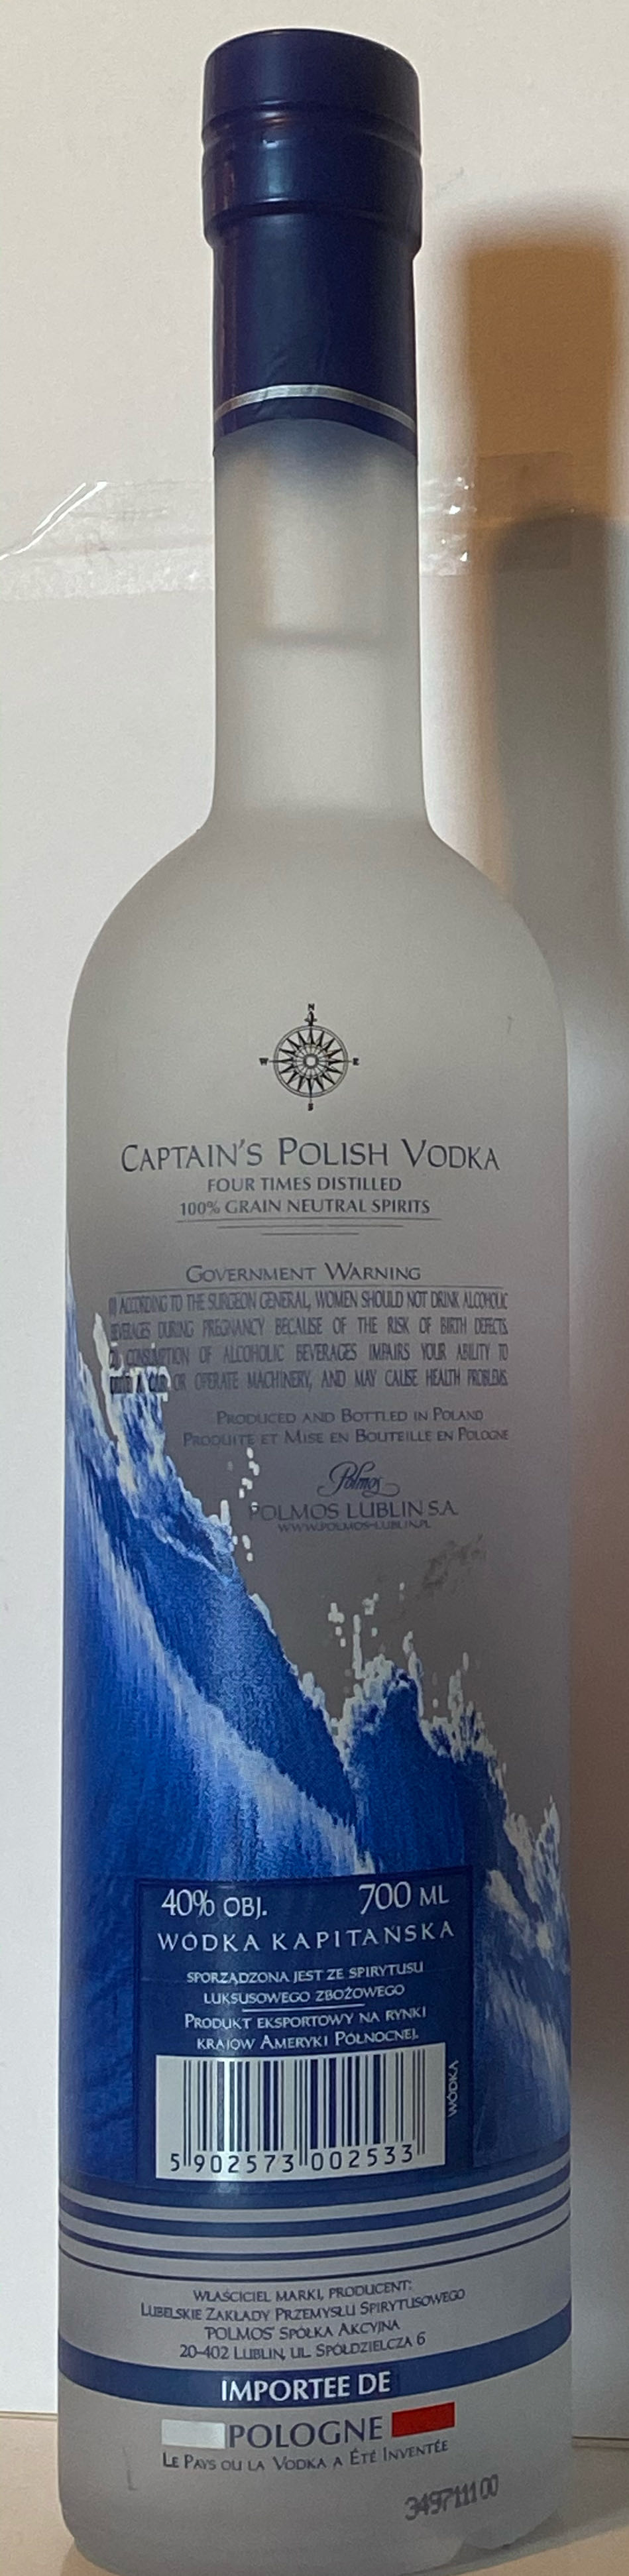 N
W E
S
CAPTAIN'S POLISH VODKA
FOUR TIMES DISTILLED
100% GRAIN NEUTRAL SPIRITS
GOVERNMENT WARNING
(1) ACCORDING TO THE SURGEON GENERAL, WOMEN SHOULD NOT DRINK ALCOHOLIC
BEVERAGES DURING PREGNANCY BECAUSE OF THE RISK OF BIRTH DEFECTS.
(2) CONSUMPTION OF ALCOHOLIC BEVERAGES IMPAIRS YOUR ABILITY TO
DRIVE A CAR OR OPERATE MACHINERY, AND MAY CAUSE HEALTH PROBLEMS.
PRODUCED AND BOTTLED IN POLAND
PRODUITE ET MISE EN BOUTEILLE EN POLOGNE
Polmos
POLMOS LUBLIN S.A.
WWW.POLMOS-LUBLIN.PL
40% OBJ. 700 ML
WÓDKA KAPITAŃSKA
SPORZĄDZONA JEST ZE SPIRYTUSU
LUKSUSOWEGO ZBOŻOWEGO
PRODUKT EKSPORTOWY NA RYNKI
KRAJÓW AMERYKI PÓŁNOCNEJ.
WÓDKA
5 902573 002533
WŁAŚCICIEL MARKI, PRODUCENT:
LUBELSKIE ZAKŁADY PRZEMYSŁU SPIRYTUSOWEGO
"POLMOS" SPÓŁKA AKCYJNA
20-402 LUBLIN, UL. SPÓŁDZIELCZA 6
IMPORTEE DE
POLOGNE
LE PAYS OU LA VODKA A ÉTÉ INVENTÉE
349711100